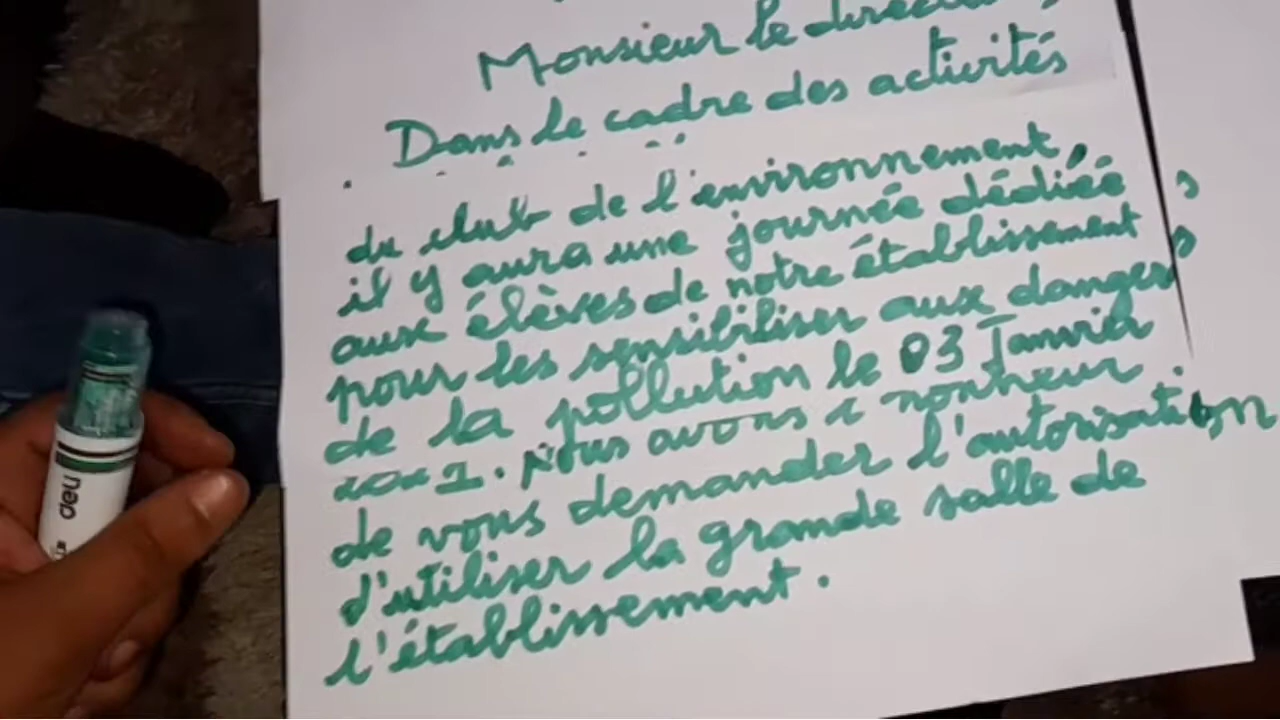 Monsieur le directeur,
Dans le cadre des activités
du club de l'environnement,
il y aura une journée dédiée
aux élèves de notre établissement
pour les sensibiliser aux dangers
de la pollution le 03 Janvier
2021. Nous avons l'honneur
de vous demander l'autorisation
d'utiliser la grande salle de
l'établissement.
deli